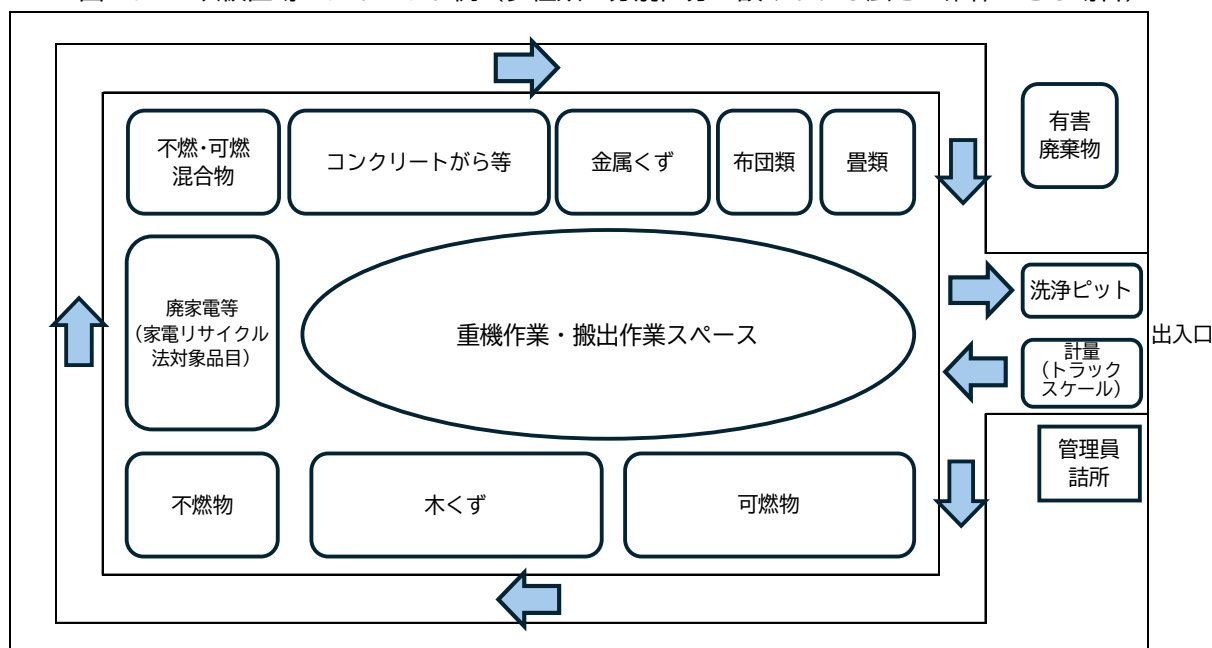 不燃・可燃
混合物
コンクリートがら等
金属くず
布団類
畳類
有害
廃棄物
廃家電等
（家電リサイクル
法対象品目）
重機作業・搬出作業スペース
洗浄ピット
出入口
計量
（トラック
スケール）
管理員
詰所
不燃物
木くず
可燃物